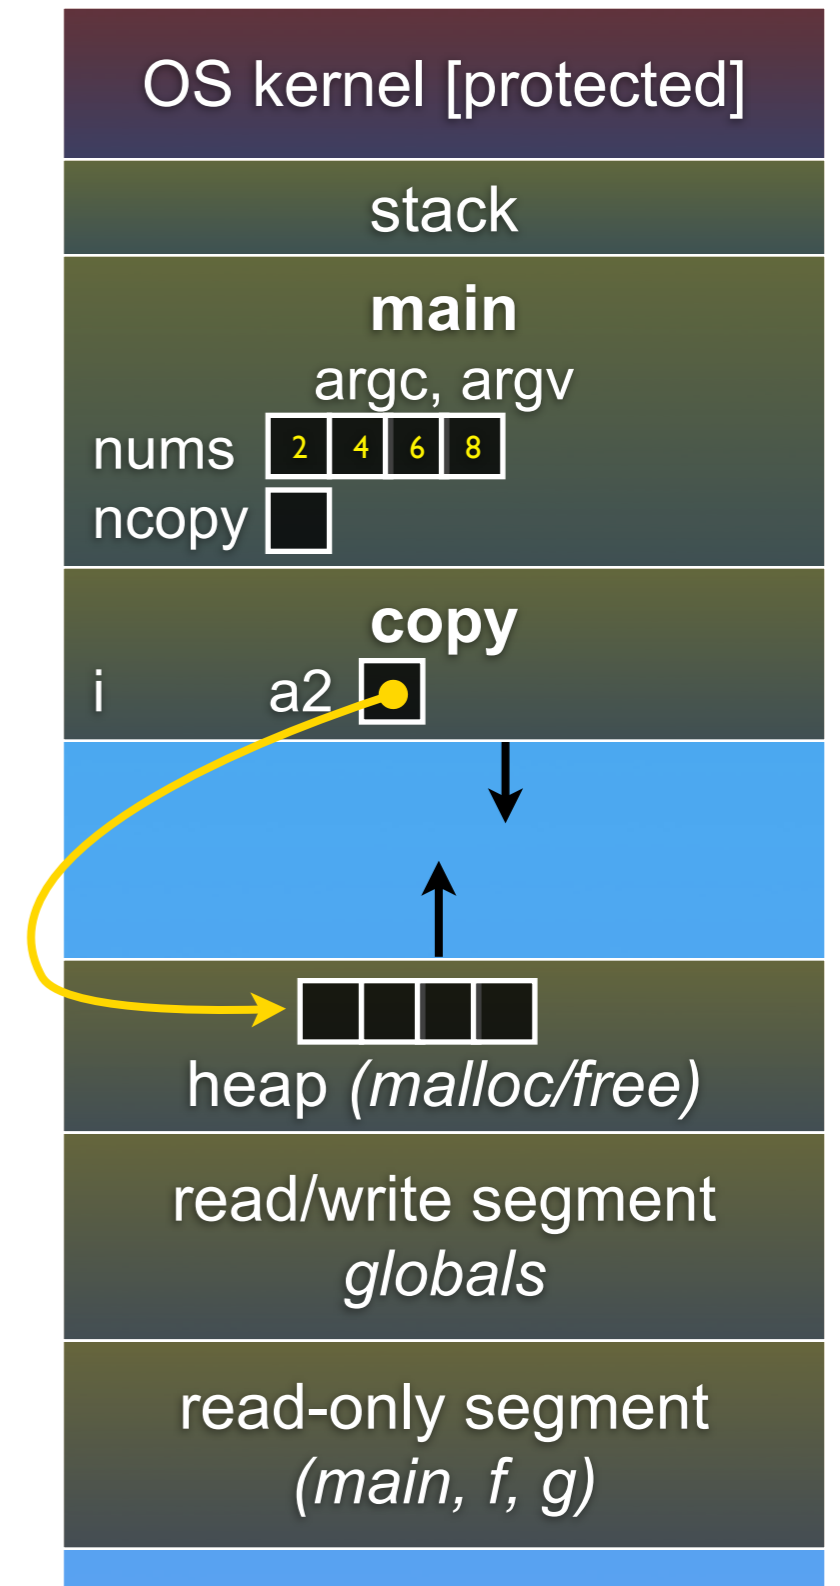 OS kernel [protected]
stack
main
argc, argv
nums 2 4 6 8
ncopy
copy
i a2
heap (malloc/free)
read/write segment
globals
read-only segment
(main, f, g)